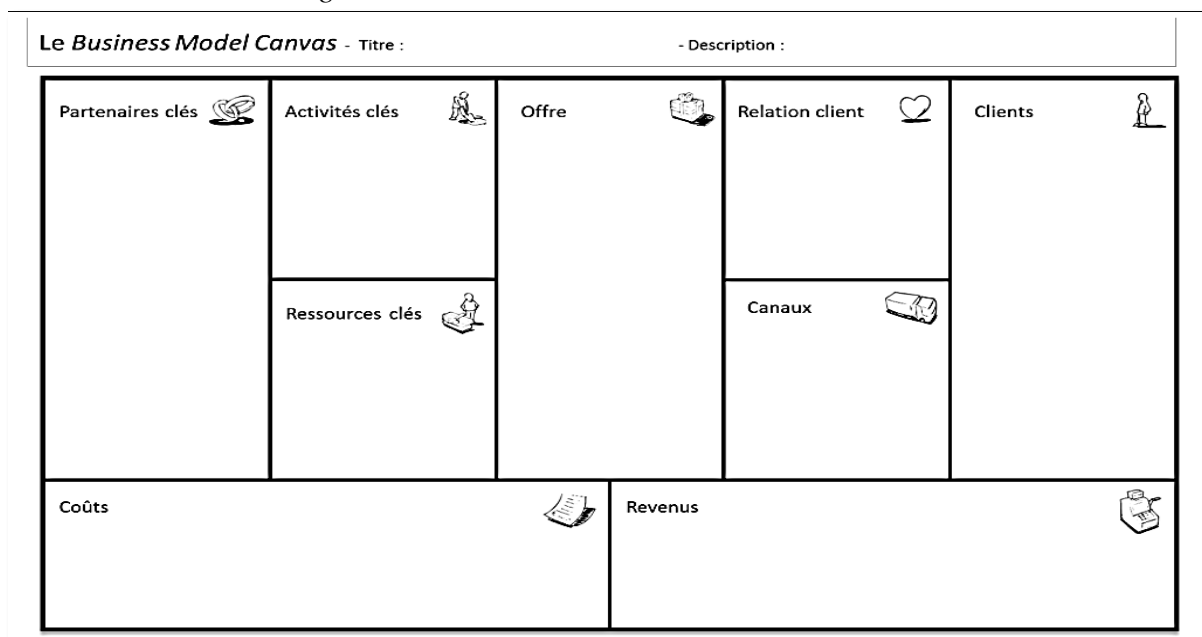 Le Business Model Canvas - Titre : - Description :
Partenaires clés
Activités clés
Offre
Relation client
Clients
Ressources clés
Canaux
Coûts
Revenus